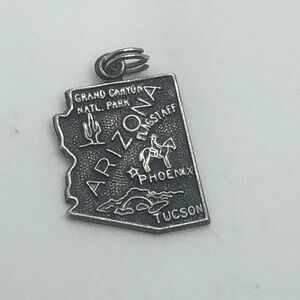 GRAND CANYON
NATL. PARK
ARIZONA
FLAGSTAFF
PHOENIX
TUCSON